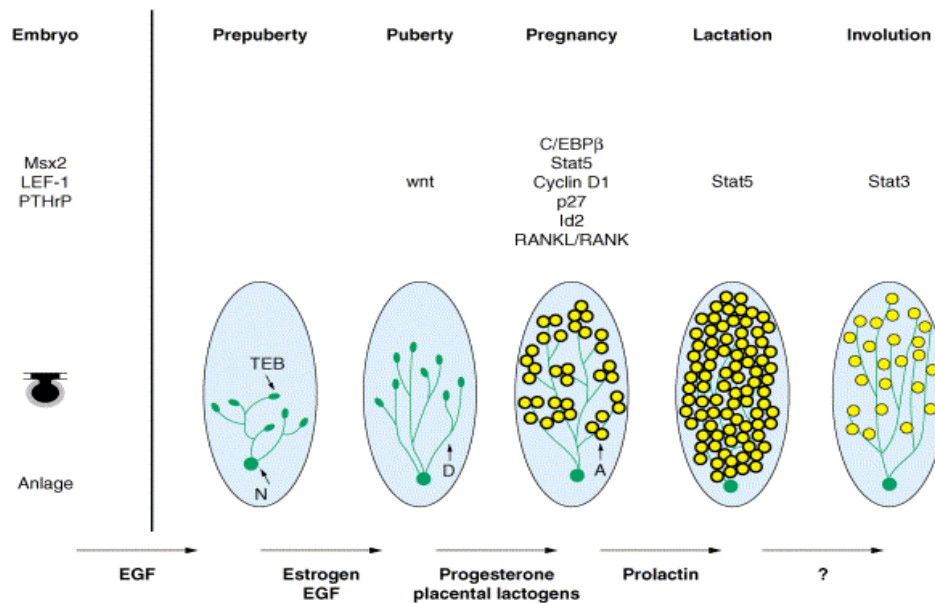 Embryo
Prepuberty
Puberty
Pregnancy
Lactation
Involution
Msx2
LEF-1
PTHrP
wnt
C/EBPβ
Stat5
Cyclin D1
p27
Id2
RANKL/RANK
Stat5
Stat3
TEB
N
D
A
Anlage
EGF
Estrogen
EGF
Progesterone
placental lactogens
Prolactin
?